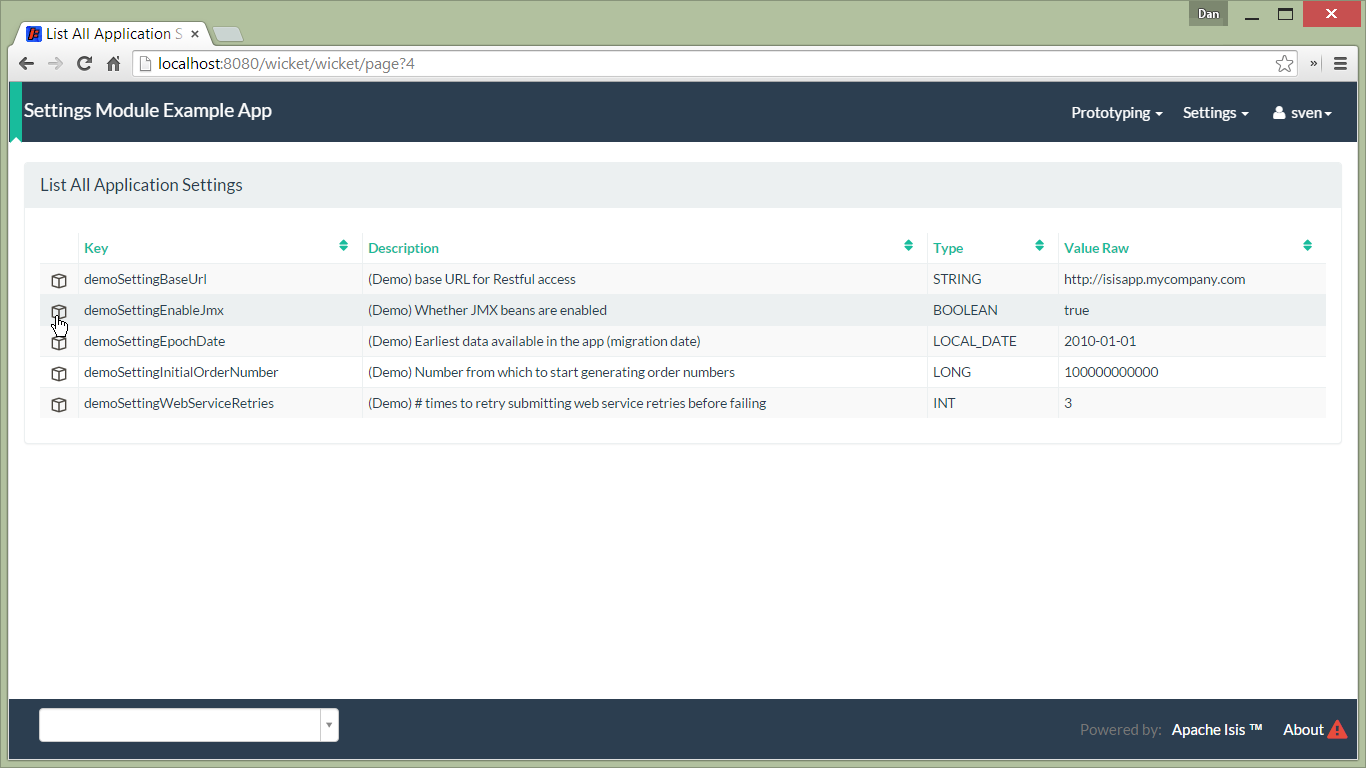 Dan
List All Application S
localhost:8080/wicket/wicket/page?4
Settings Module Example App
Prototyping
Settings
sven
List All Application Settings
Key Description Type Value Raw
demoSettingBaseUrl (Demo) base URL for Restful access STRING http://isisapp.mycompany.com
demoSettingEnableJmx (Demo) Whether JMX beans are enabled BOOLEAN true
demoSettingEpochDate (Demo) Earliest data available in the app (migration date) LOCAL_DATE 2010-01-01
demoSettingInitialOrderNumber (Demo) Number from which to start generating order numbers LONG 100000000000
demoSettingWebServiceRetries (Demo) # times to retry submitting web service retries before failing INT 3
Powered by: Apache Isis ™ About